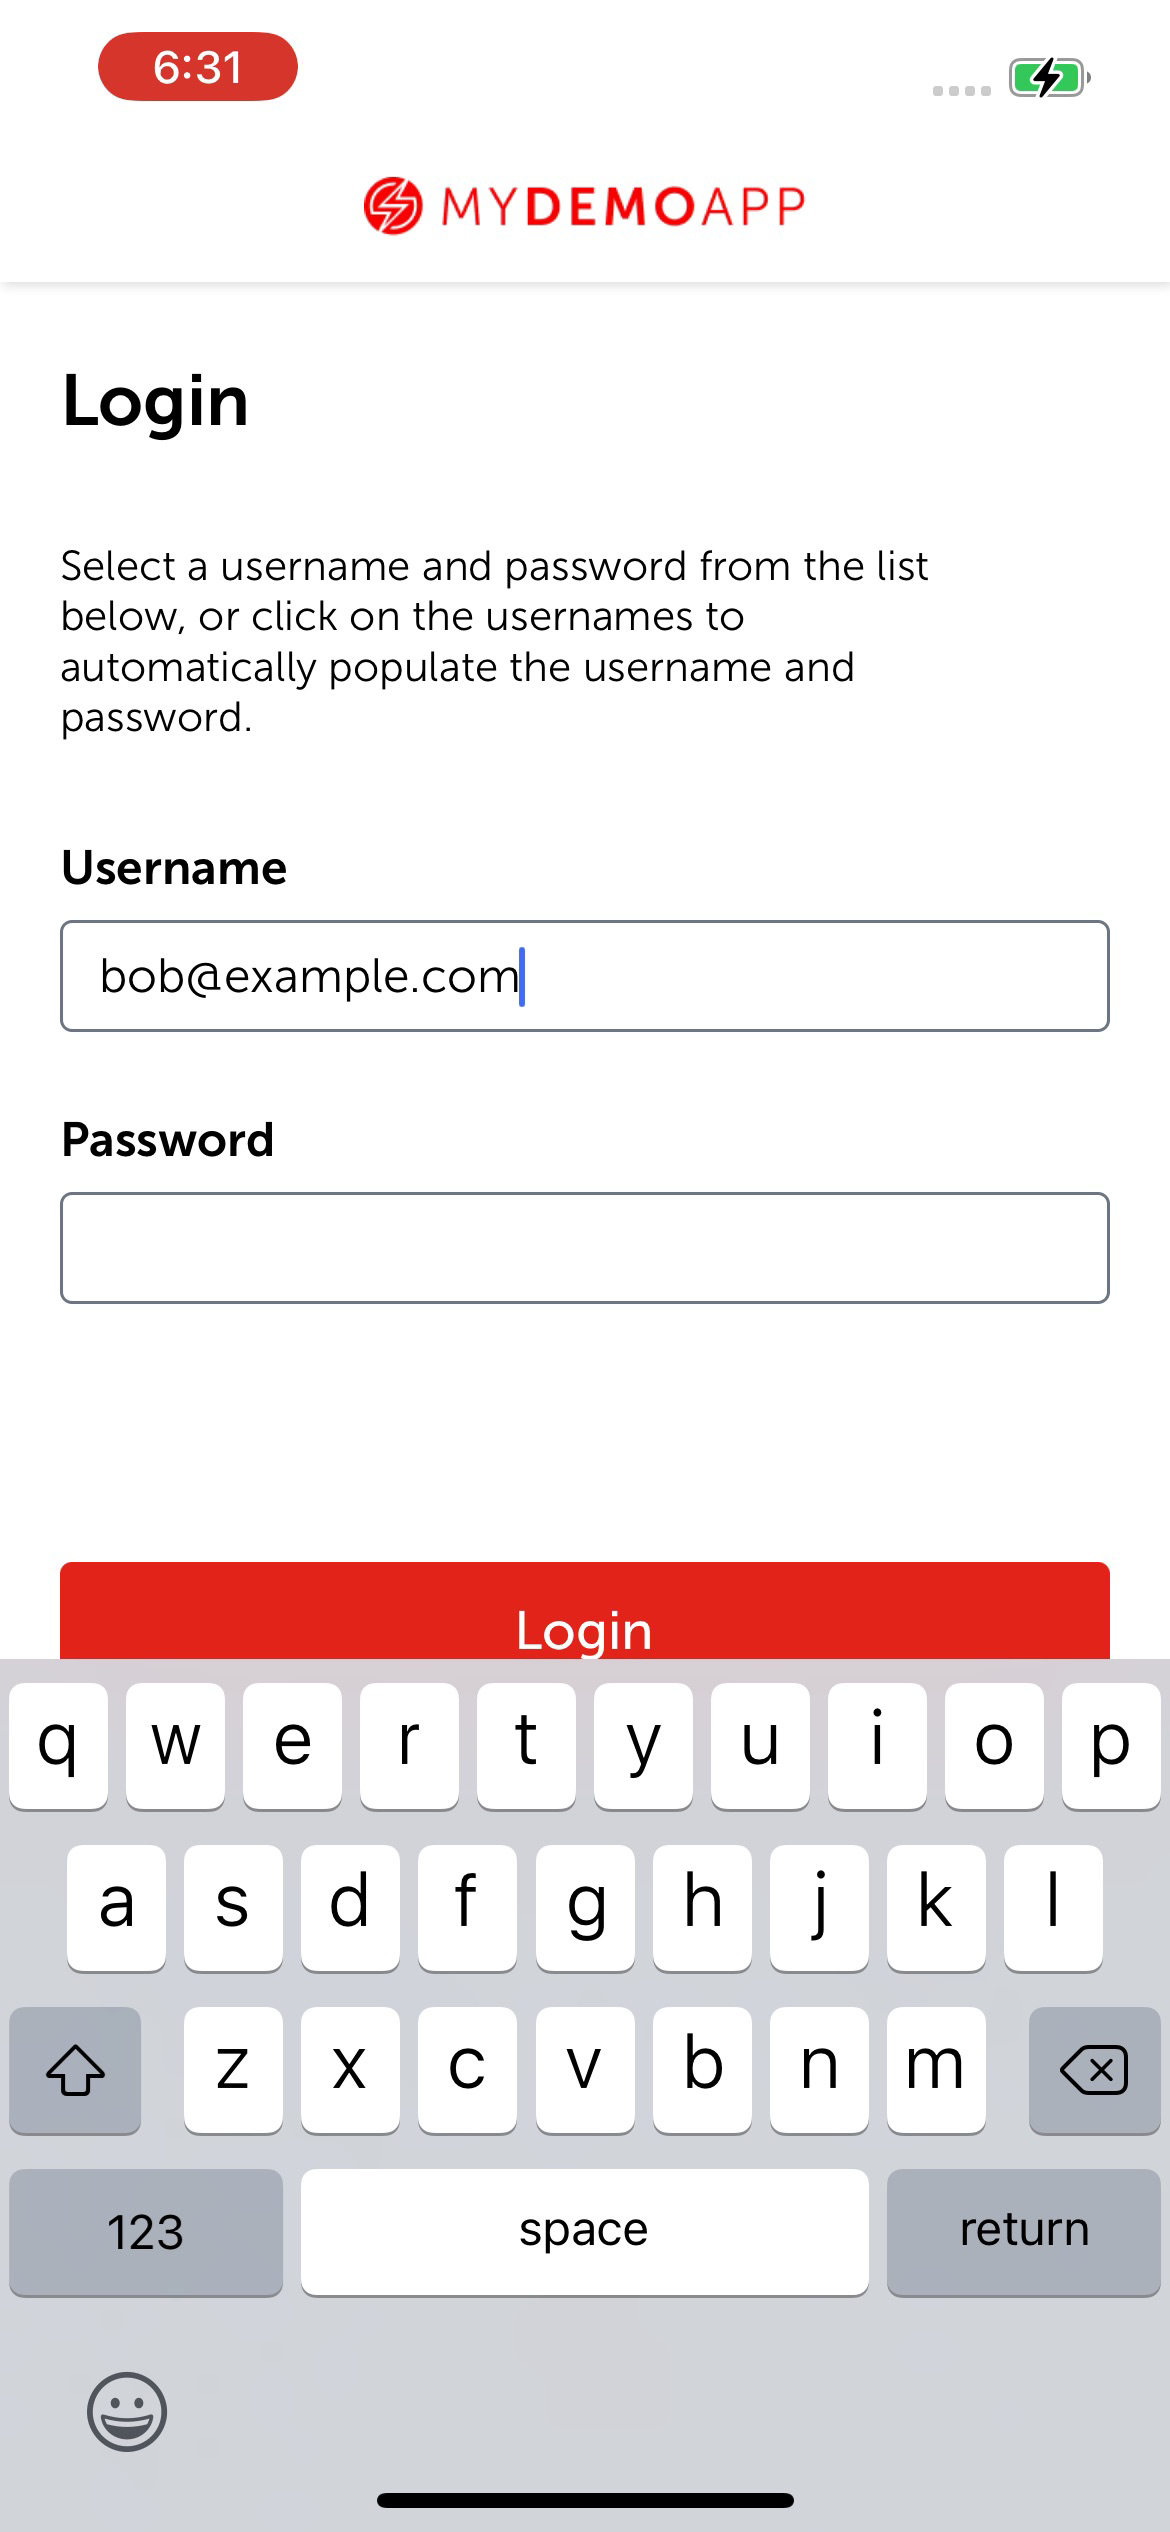 6:31
MYDEMOAPP
Login
Select a username and password from the list
below, or click on the usernames to
automatically populate the username and
password.
Username
bob@example.com
Password
Login
q w e r t y u i o p
a s d f g h j k l
z x c v b n m
123 space return